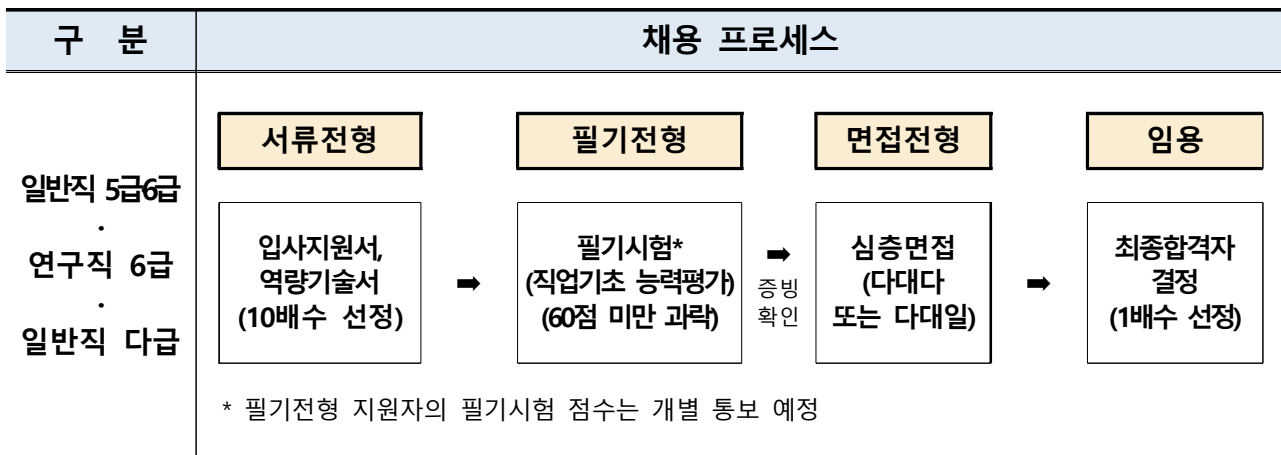 구 분
채용 프로세스
일반직 5급6급
·
연구직 6급
·
일반직 다급
서류전형
➡
필기전형
면접전형
임용
입사지원서,
역량기술서
(10배수 선정)
필기시험*
(직업기초 능력평가)
(60점 미만 과락)
➡
증빙
확인
심층면접
(다대다
또는 다대일)
➡
최종합격자
결정
(1배수 선정)
* 필기전형 지원자의 필기시험 점수는 개별 통보 예정